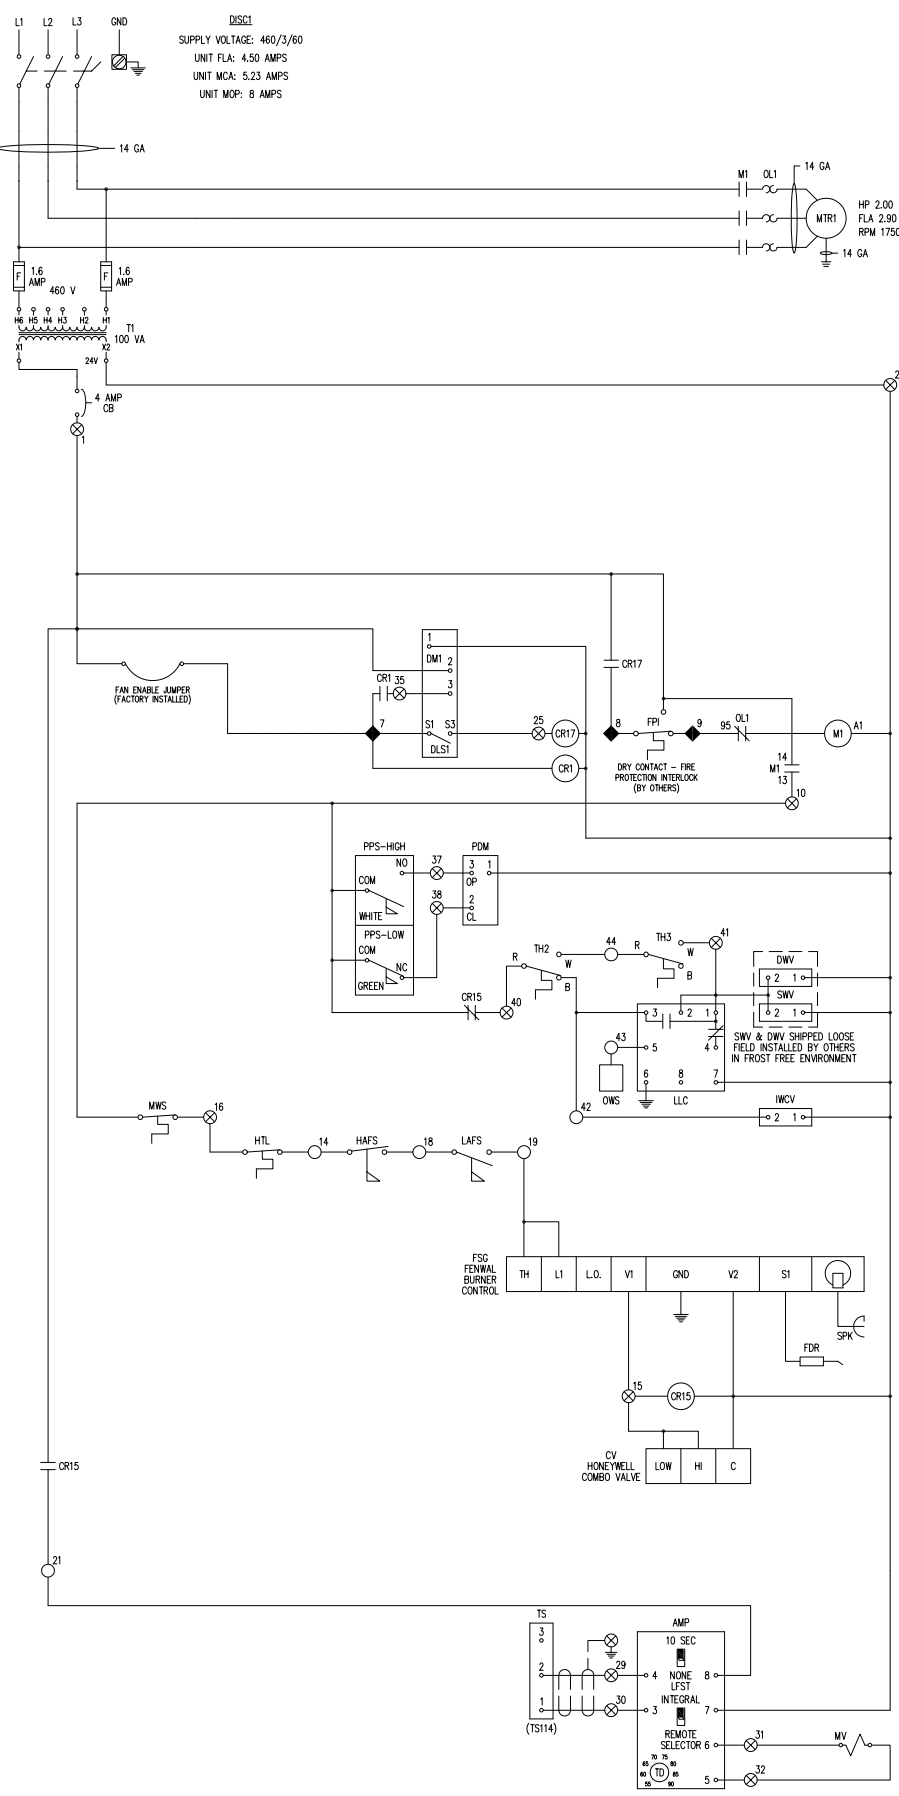 L1 L2 L3 GND
DISC1
SUPPLY VOLTAGE: 460/3/60
UNIT FLA: 4.50 AMPS
UNIT MCA: 5.23 AMPS
UNIT MOP: 8 AMPS
14 GA
14 GA
M1 OL1
MTR1
HP 2.00
FLA 2.90
RPM 1750
14 GA
F 1.6 AMP
F 1.6 AMP
460 V
H6 H5 H4 H3 H2 H1
T1
100 VA
X1 X2
24V
2
4 AMP
CB
1
FAN ENABLE JUMPER
(FACTORY INSTALLED)
1
DM1
2
3
CR1 35
7
S1 S3
DLS1
25
CR17
CR1
CR17
8
FPI
9
95 OL1
M1
A1
DRY CONTACT - FIRE
PROTECTION INTERLOCK
(BY OTHERS)
14
M1
13
10
PPS-HIGH
NO
COM
WHITE
PPS-LOW
COM
NC
GREEN
37
38
PDM
3 1
OP
2
CL
CR15
40
R TH2
W
B
44
R TH3
W
B
41
DWV
2 1
SWV
2 1
SWV & DWV SHIPPED LOOSE
FIELD INSTALLED BY OTHERS
IN FROST FREE ENVIRONMENT
3 2 1
4
43
5
6 8 7
OWS
LLC
42
IWCV
2 1
MWS
16
HTL
14
HAFS
18
LAFS
19
FSG
FENWAL
BURNER
CONTROL
TH L1 L.O. V1 GND V2 S1
SPK
FDR
15
CR15
CV
HONEYWELL
COMBO VALVE
LOW HI C
CR15
21
TS
3
2
1
(TS114)
29
30
AMP
10 SEC
4 NONE 8
LFST
3 INTEGRAL 7
REMOTE
SELECTOR 6
5
31
32
MV
TD
55 60 65 70 75 80 85 90